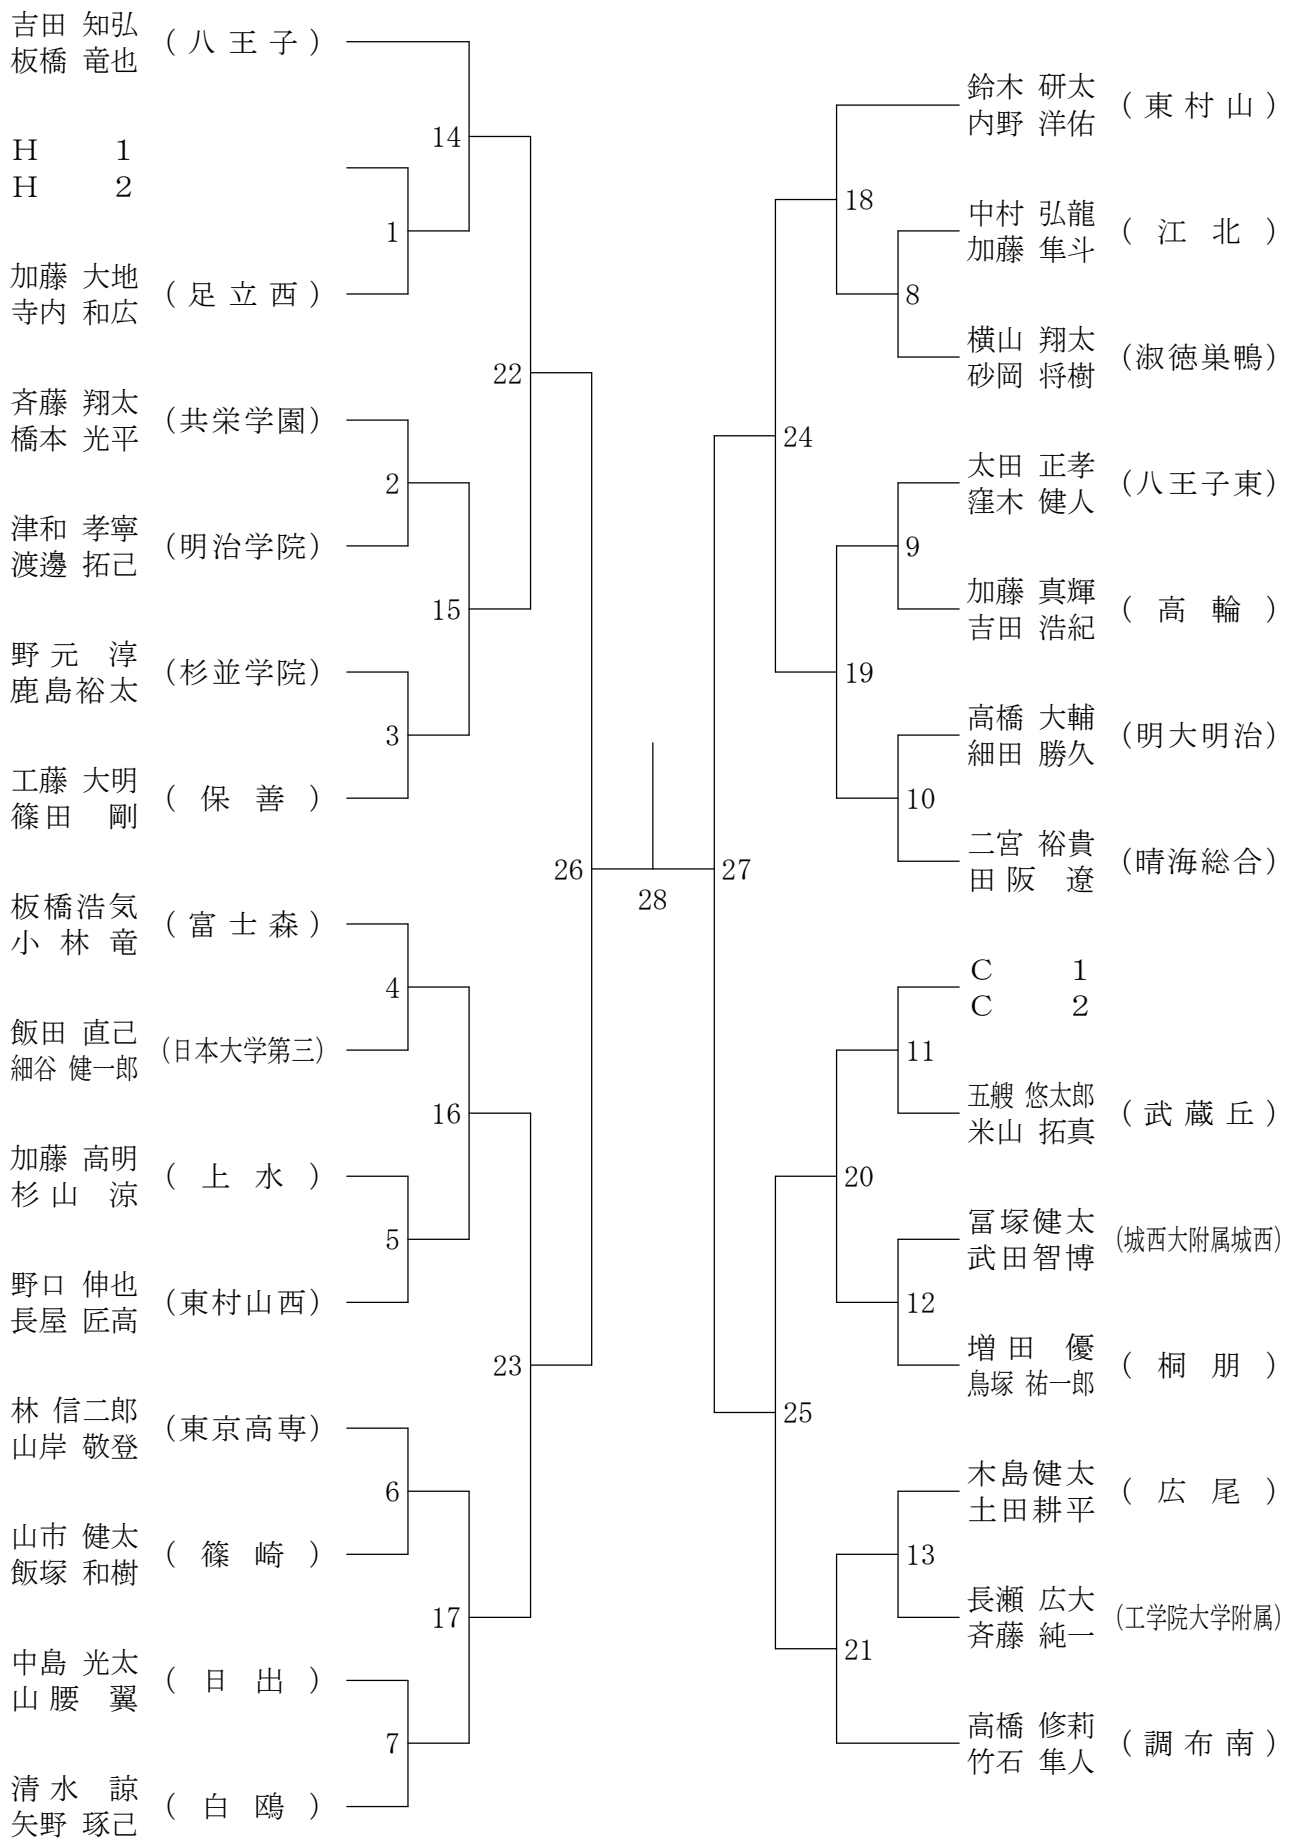 吉田 知弘
板橋 竜也
(八王子)
14
H 1
H 2
1
加藤 大地
寺内 和広
(足立西)
22
斉藤 翔太
橋本 光平
(共栄学園)
2
津和 孝寧
渡邊 拓己
(明治学院)
15
野元 淳
鹿島裕太
(杉並学院)
3
工藤 大明
篠田 剛
(保善)
26
板橋浩気
小林 竜
(富士森)
4
飯田 直己
細谷 健一郎
(日本大学第三)
16
加藤 高明
杉山 涼
(上水)
5
野口 伸也
長屋 匠高
(東村山西)
23
林 信二郎
山岸 敬登
(東京高専)
6
山市 健太
飯塚 和樹
(篠崎)
17
中島 光太
山腰 翼
(日出)
7
清水 諒
矢野 琢己
(白鴎)
28
鈴木 研太
内野 洋佑
(東村山)
18
中村 弘龍
加藤 隼斗
(江北)
8
横山 翔太
砂岡 将樹
(淑徳巣鴨)
24
太田 正孝
窪木 健人
(八王子東)
9
加藤 真輝
吉田 浩紀
(高輪)
19
高橋 大輔
細田 勝久
(明大明治)
10
二宮 裕貴
田阪 遼
(晴海総合)
27
C 1
C 2
11
五艘 悠太郎
米山 拓真
(武蔵丘)
20
冨塚健太
武田智博
(城西大附属城西)
12
増田 優
鳥塚 祐一郎
(桐朋)
25
木島健太
土田耕平
(広尾)
13
長瀬 広大
斉藤 純一
(工学院大学附属)
21
高橋 修莉
竹石 隼人
(調布南)